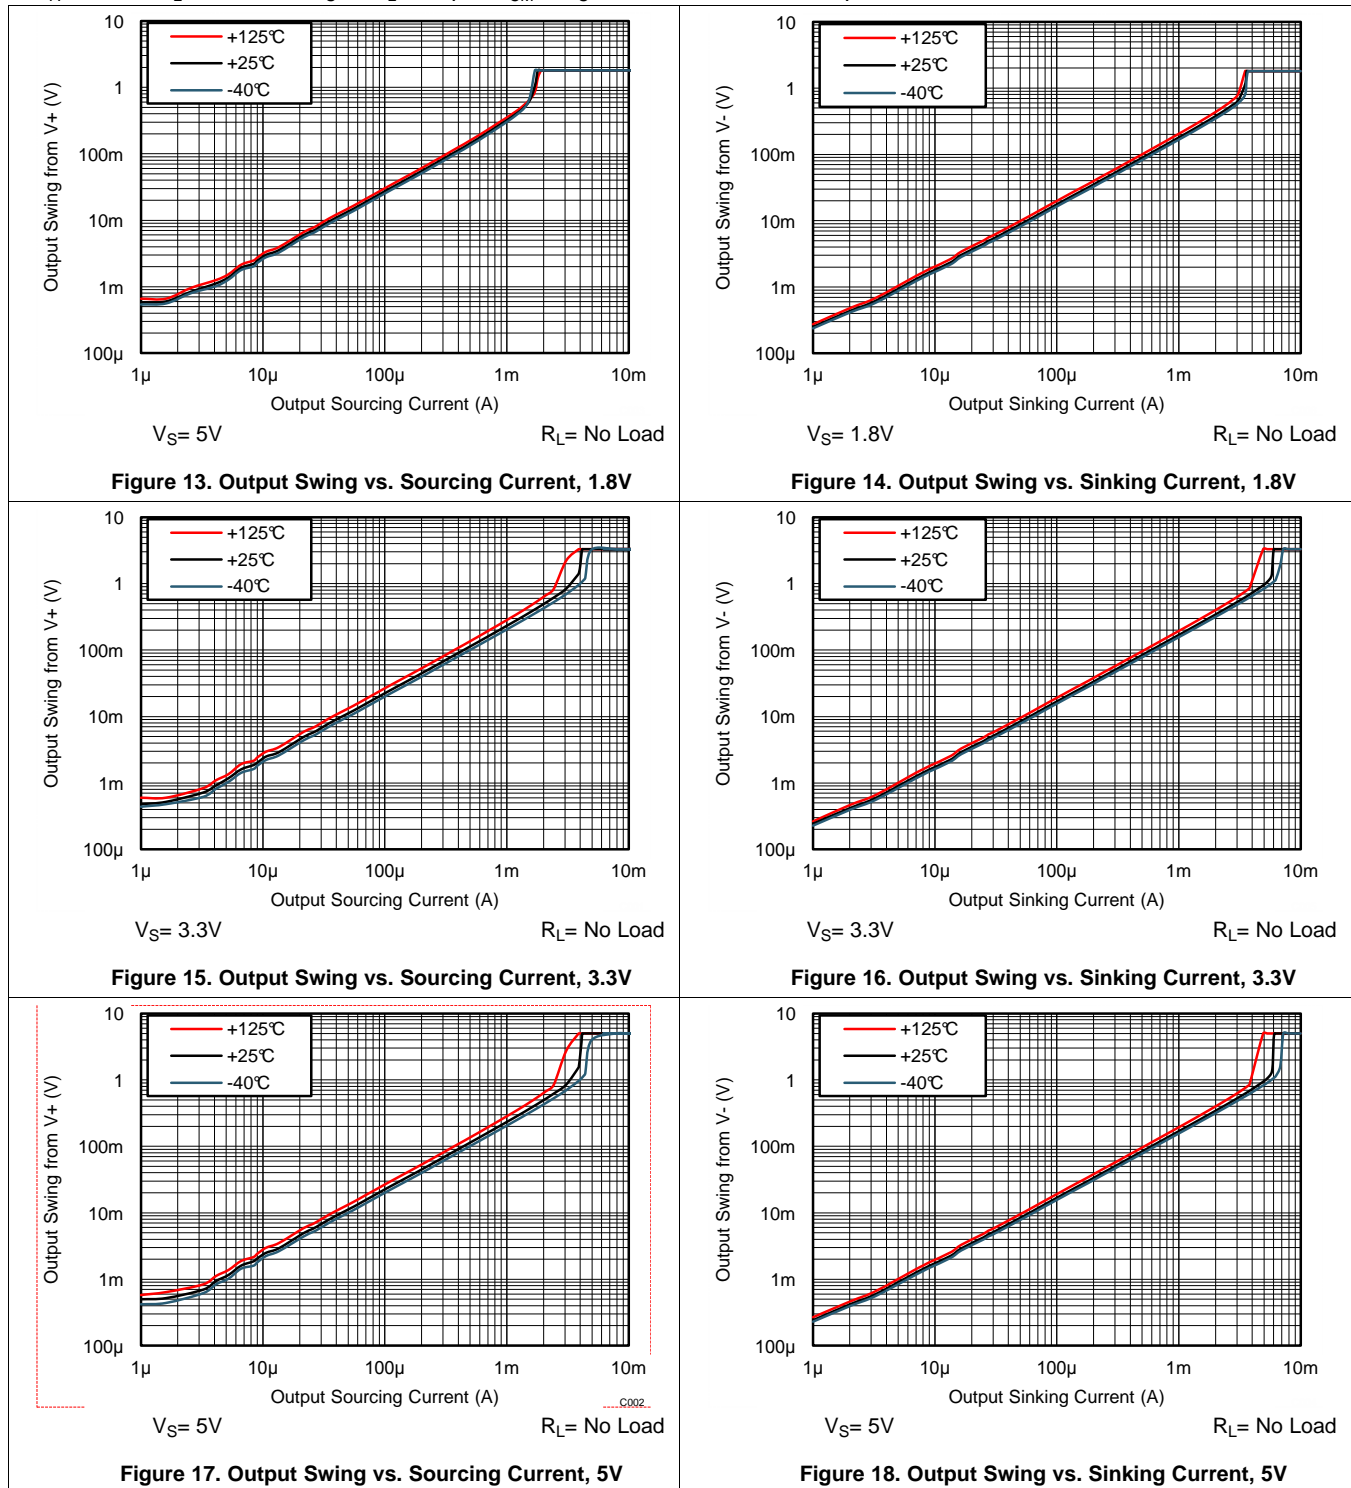 10
1
100m
10m
1m
100µ
+125°C
+25°C
-40°C
Output Swing from V+ (V)
1µ 10µ 100µ 1m 10m
Output Sourcing Current (A)
VS= 5V RL= No Load
Figure 13. Output Swing vs. Sourcing Current, 1.8V
10
1
100m
10m
1m
100µ
+125°C
+25°C
-40°C
Output Swing from V- (V)
1µ 10µ 100µ 1m 10m
Output Sinking Current (A)
VS= 1.8V RL= No Load
Figure 14. Output Swing vs. Sinking Current, 1.8V
10
1
100m
10m
1m
100µ
+125°C
+25°C
-40°C
Output Swing from V+ (V)
1µ 10µ 100µ 1m 10m
Output Sourcing Current (A)
VS= 3.3V RL= No Load
Figure 15. Output Swing vs. Sourcing Current, 3.3V
10
1
100m
10m
1m
100µ
+125°C
+25°C
-40°C
Output Swing from V- (V)
1µ 10µ 100µ 1m 10m
Output Sinking Current (A)
VS= 3.3V RL= No Load
Figure 16. Output Swing vs. Sinking Current, 3.3V
10
1
100m
10m
1m
100µ
+125°C
+25°C
-40°C
Output Swing from V+ (V)
1µ 10µ 100µ 1m 10m
Output Sourcing Current (A)
C002
VS= 5V RL= No Load
Figure 17. Output Swing vs. Sourcing Current, 5V
10
1
100m
10m
1m
100µ
+125°C
+25°C
-40°C
Output Swing from V- (V)
1µ 10µ 100µ 1m 10m
Output Sinking Current (A)
VS= 5V RL= No Load
Figure 18. Output Swing vs. Sinking Current, 5V